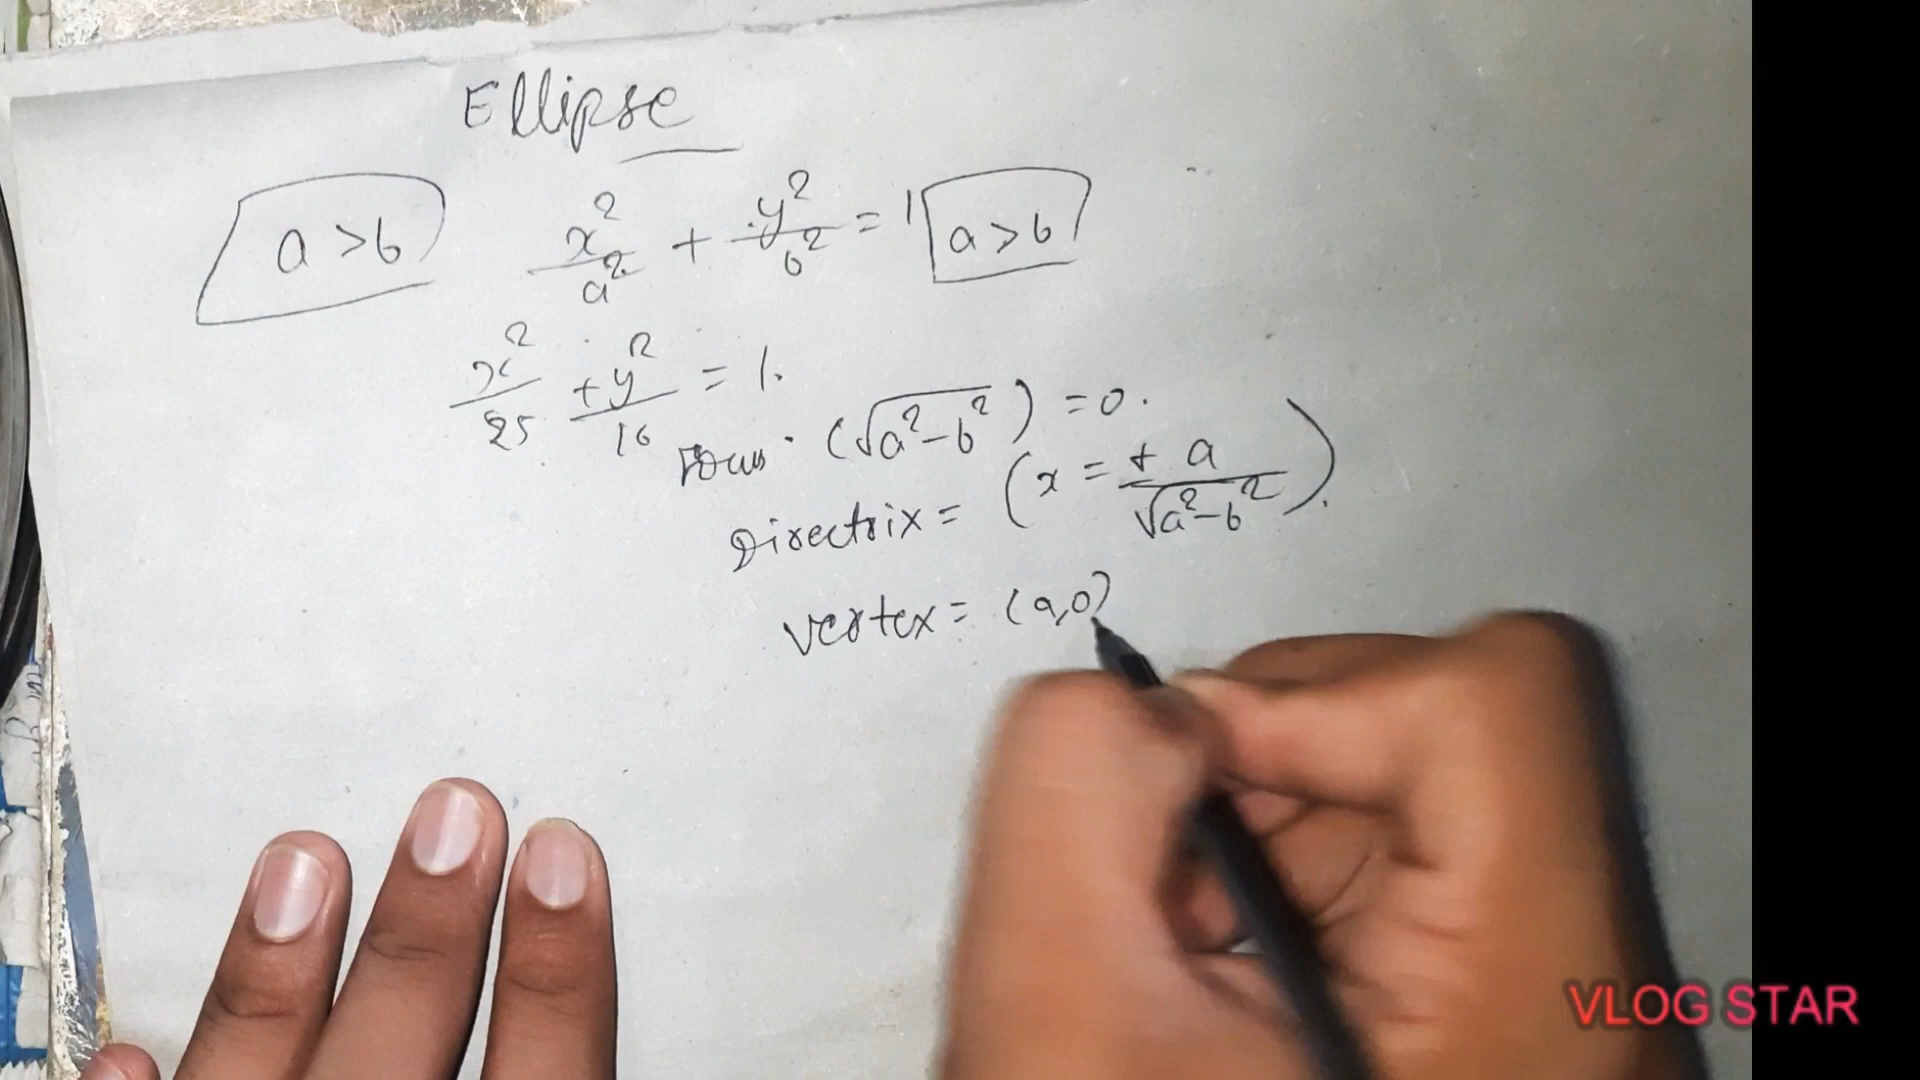 Ellipse
a>b x²/a² + y²/b² = 1 a>b
x²/25 + y²/16 = 1.
Focus. (√a²-b²) = 0.
Directrix = (x = + a/√a²-b²).
vertex = (a,0)
VLOG STAR